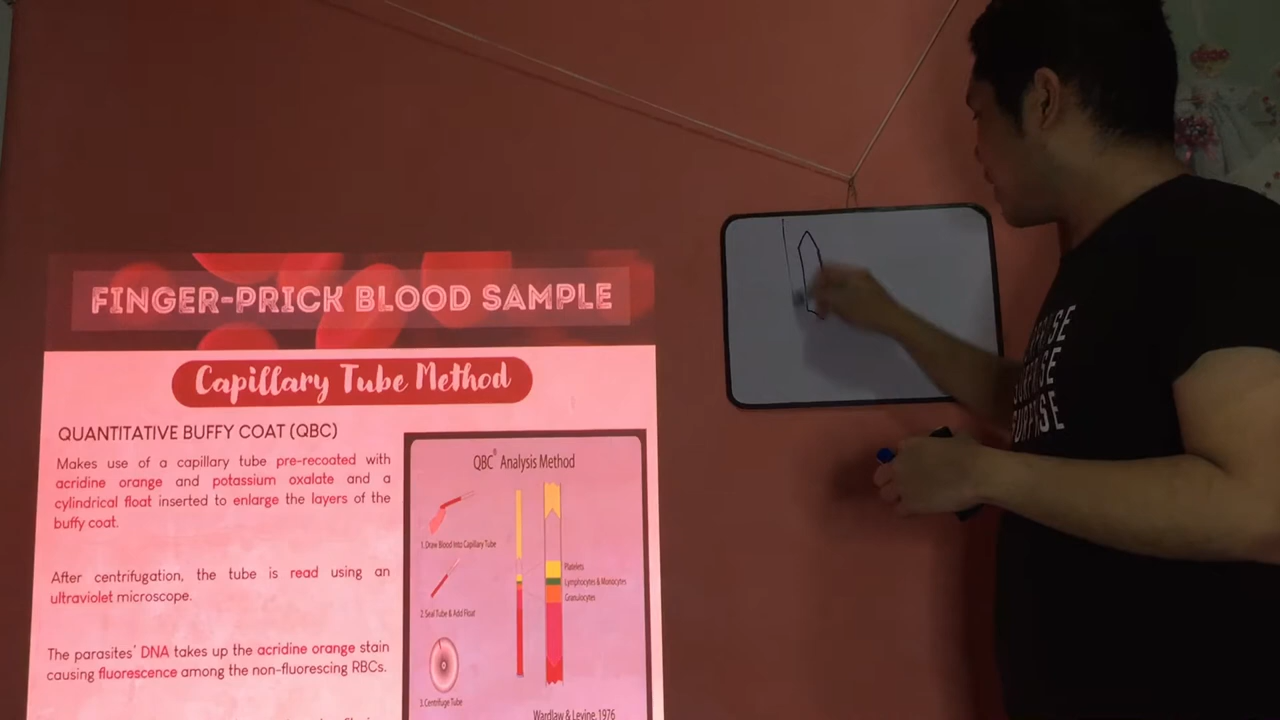 FINGER-PRICK BLOOD SAMPLE
Capillary Tube Method
QUANTITATIVE BUFFY COAT (QBC)
Makes use of a capillary tube pre-recoated with
acridine orange and potassium oxalate and a
cylindrical float inserted to enlarge the layers of the
buffy coat.
After centrifugation, the tube is read using an
ultraviolet microscope.
The parasites' DNA takes up the acridine orange stain
causing fluorescence among the non-fluorescing RBCs.
QBC® Analysis Method
1. Draw Blood Into Capillary Tube
2. Seal Tube & Add Float
3. Centrifuge Tube
Platelets
Lymphocytes & Monocytes
Granulocytes
Wardlaw & Levine, 1976
SURPRISE